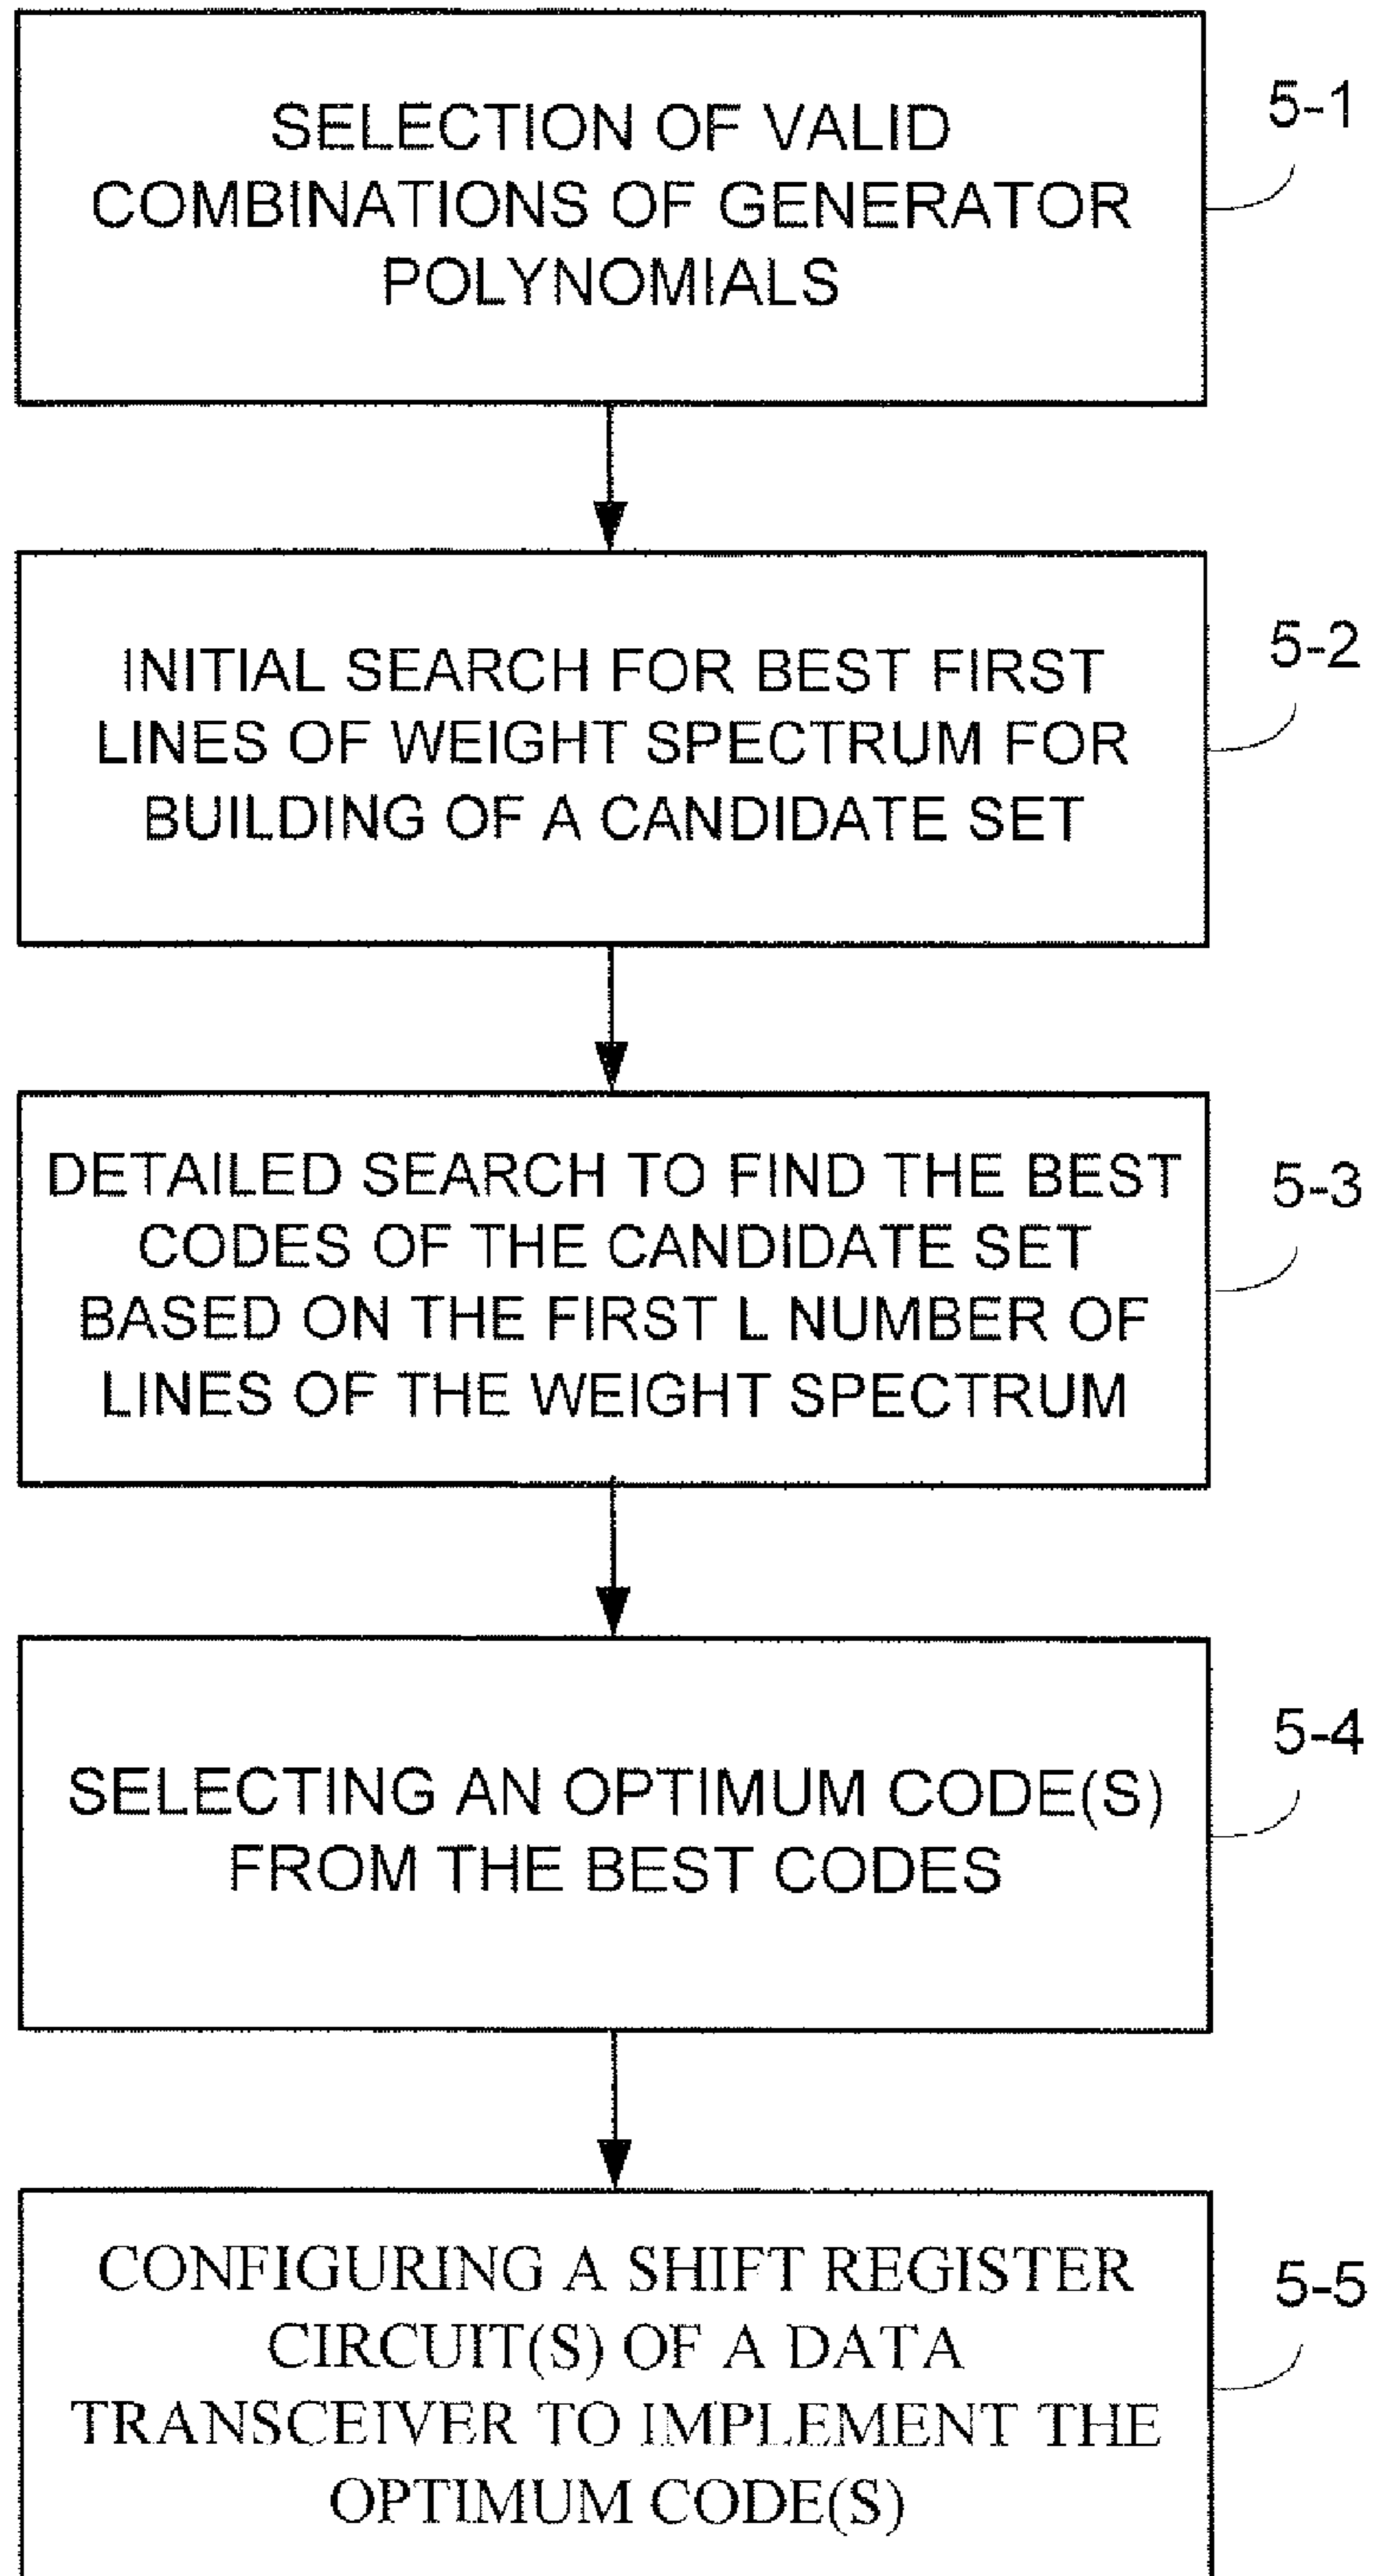 SELECTION OF VALID
COMBINATIONS OF GENERATOR
POLYNOMIALS
5-1
INITIAL SEARCH FOR BEST FIRST
LINES OF WEIGHT SPECTRUM FOR
BUILDING OF A CANDIDATE SET
5-2
DETAILED SEARCH TO FIND THE BEST
CODES OF THE CANDIDATE SET
BASED ON THE FIRST L NUMBER OF
LINES OF THE WEIGHT SPECTRUM
5-3
SELECTING AN OPTIMUM CODE(S)
FROM THE BEST CODES
5-4
CONFIGURING A SHIFT REGISTER
CIRCUIT(S) OF A DATA
TRANSCEIVER TO IMPLEMENT THE
OPTIMUM CODE(S)
5-5